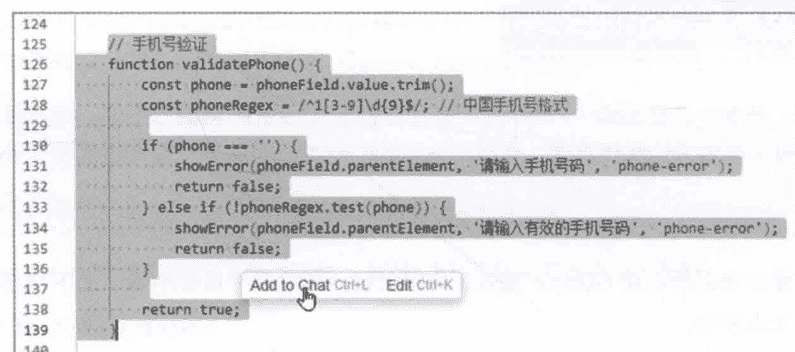 124
125 // 手机号验证
126 function validatePhone() {
127 const phone = phoneField.value.trim();
128 const phoneRegex = /^1[3-9]\d{9}$/; // 中国手机号格式
129
130 if (phone === '') {
131 showError(phoneField.parentElement, '请输入手机号码', 'phone-error');
132 return false;
133 } else if (!phoneRegex.test(phone)) {
134 showError(phoneField.parentElement, '请输入有效的手机号码', 'phone-error');
135 return false;
136 }
137 Add to Chat Ctrl+L Edit Ctrl+K
138 return true;
139 }
140